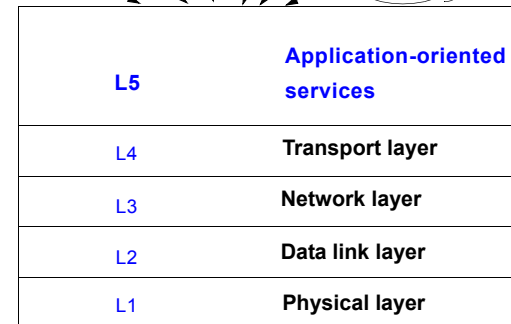 L5 Application-oriented
services
L4 Transport layer
L3 Network layer
L2 Data link layer
L1 Physical layer